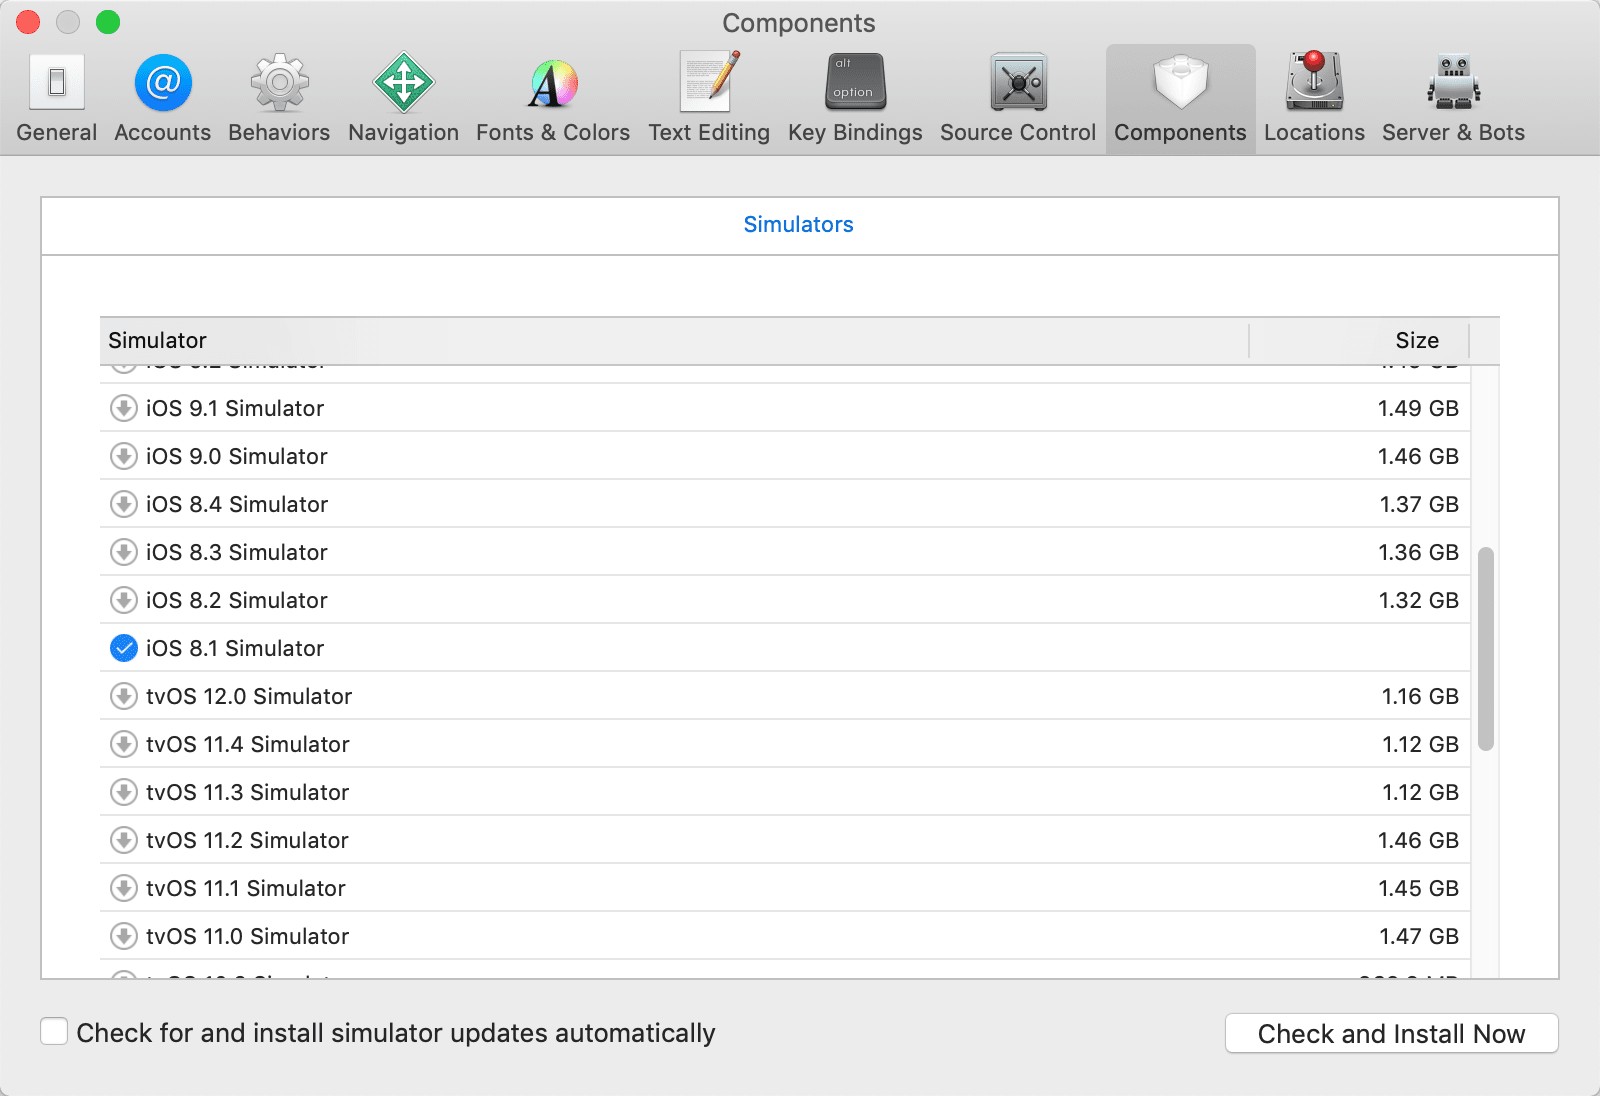 Components
General Accounts Behaviors Navigation Fonts & Colors Text Editing alt option Key Bindings Source Control Components Locations Server & Bots
Simulators
Simulator Size
iOS 9.1 Simulator 1.49 GB
iOS 9.0 Simulator 1.46 GB
iOS 8.4 Simulator 1.37 GB
iOS 8.3 Simulator 1.36 GB
iOS 8.2 Simulator 1.32 GB
iOS 8.1 Simulator
tvOS 12.0 Simulator 1.16 GB
tvOS 11.4 Simulator 1.12 GB
tvOS 11.3 Simulator 1.12 GB
tvOS 11.2 Simulator 1.46 GB
tvOS 11.1 Simulator 1.45 GB
tvOS 11.0 Simulator 1.47 GB
Check for and install simulator updates automatically Check and Install Now